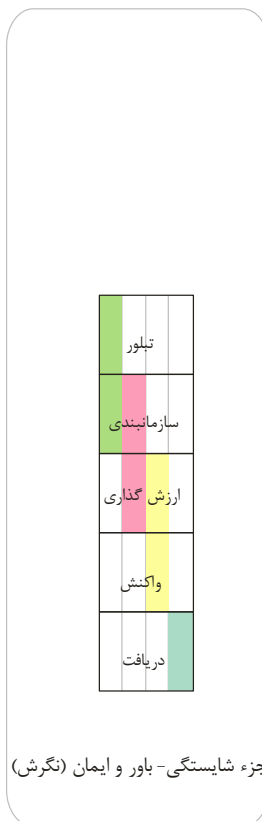 تبلور
سازمانبندی
ارزش گذاری
واکنش
دریافت
جزء شایستگی- باور و ایمان (نگرش)